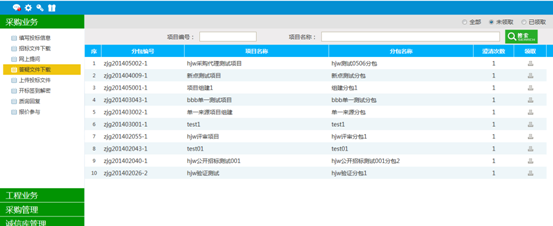 采购业务
全部 未领取 已领取
填写投标信息
招标文件下载
网上提问
答疑文件下载
上传投标文件
开标签到解密
质询回复
报价参与
工程业务
采购管理
诚信库管理
项目编号： 项目名称： 搜索
序 分包编号 项目名称 分包名称 澄清次数 领取
1 zjg201405002-1 hjw采购代理测试项目 hjw测试0506分包 1
2 zjg201404009-1 新点测试项目 新点测试分包 1
3 zjg201405001-1 项目组建1 组建分包1 1
4 zjg201403043-1 bbb单一测试项目 bbb单一测试分包 1
5 zjg201403002-1 单一来源项目组建 单一来源分包 1
6 zjg201403001-1 test1 test1 1
7 zjg201402055-1 hjw评审项目 hjw评审分包1 1
8 zjg201402043-1 test01 test01 1
9 zjg201402040-1 hjw公开招标测试001 hjw公开招标测试001分包2 1
10 zjg201402026-2 hjw验证测试 hjw验证分包1 1